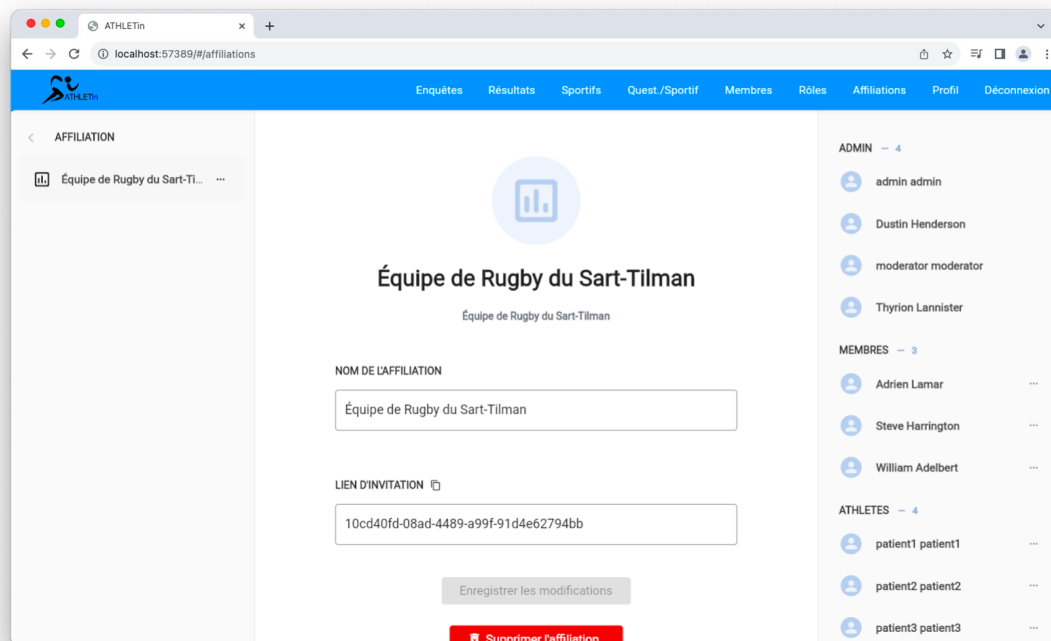 ATHLETin
localhost:57389/#/affiliations
ATHLETin
Enquêtes Résultats Sportifs Quest./Sportif Membres Rôles Affiliations Profil Déconnexion
AFFILIATION
Équipe de Rugby du Sart-Ti... ...
Équipe de Rugby du Sart-Tilman
Équipe de Rugby du Sart-Tilman
NOM DE L'AFFILIATION
Équipe de Rugby du Sart-Tilman
LIEN D'INVITATION
10cd40fd-08ad-4489-a99f-91d4e62794bb
Enregistrer les modifications
Supprimer l'affiliation
ADMIN — 4
admin admin
Dustin Henderson
moderator moderator
Thyrion Lannister
MEMBRES — 3
Adrien Lamar ...
Steve Harrington ...
William Adelbert ...
ATHLETES — 4
patient1 patient1 ...
patient2 patient2 ...
patient3 patient3 ...